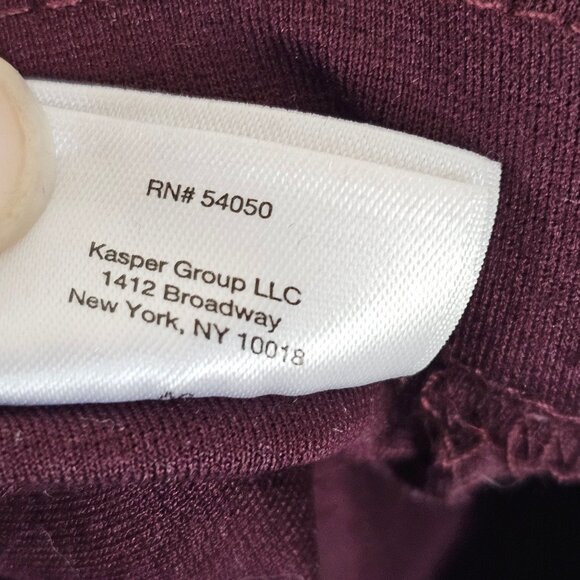 RN# 54050
Kasper Group LLC
1412 Broadway
New York, NY 10018